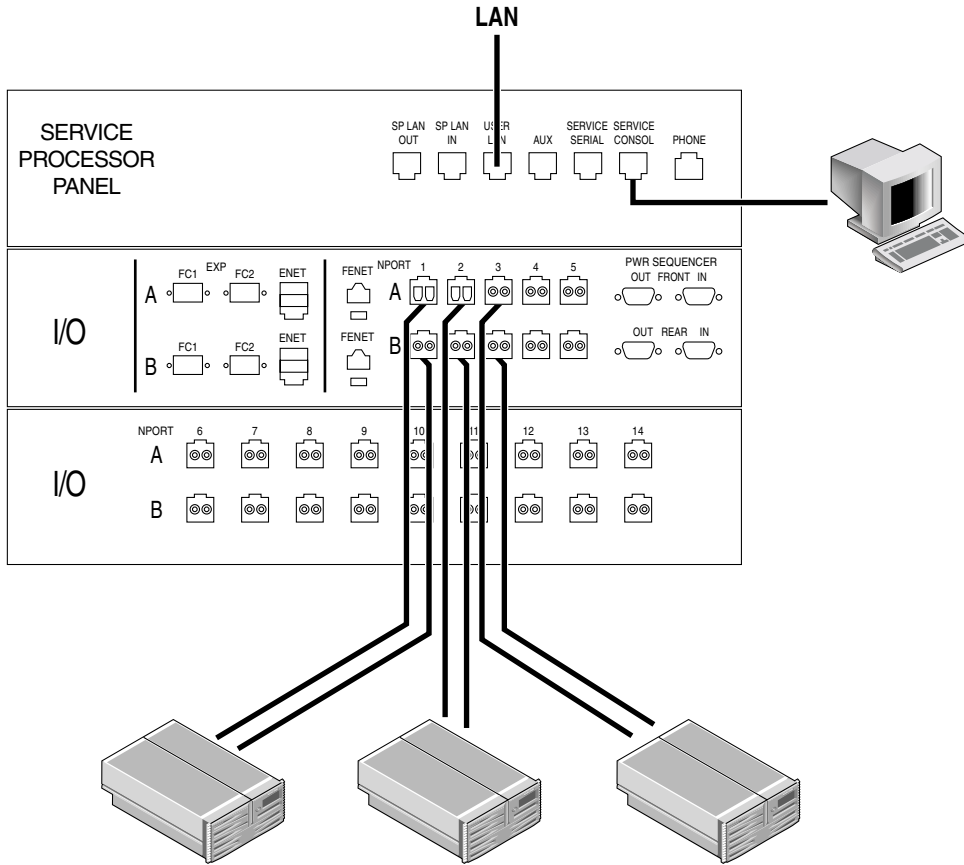 LAN
SERVICE
PROCESSOR
PANEL
SP LAN
OUT
SP LAN
IN
USER
LAN
AUX
SERVICE
SERIAL
SERVICE
CONSOL
PHONE
I/O
EXP
A
FC1
FC2
ENET
B
FC1
FC2
ENET
FENET
FENET
NPORT
1
2
3
4
5
A
B
PWR SEQUENCER
OUT FRONT IN
OUT REAR IN
I/O
NPORT
6
7
8
9
10
11
12
13
14
A
B